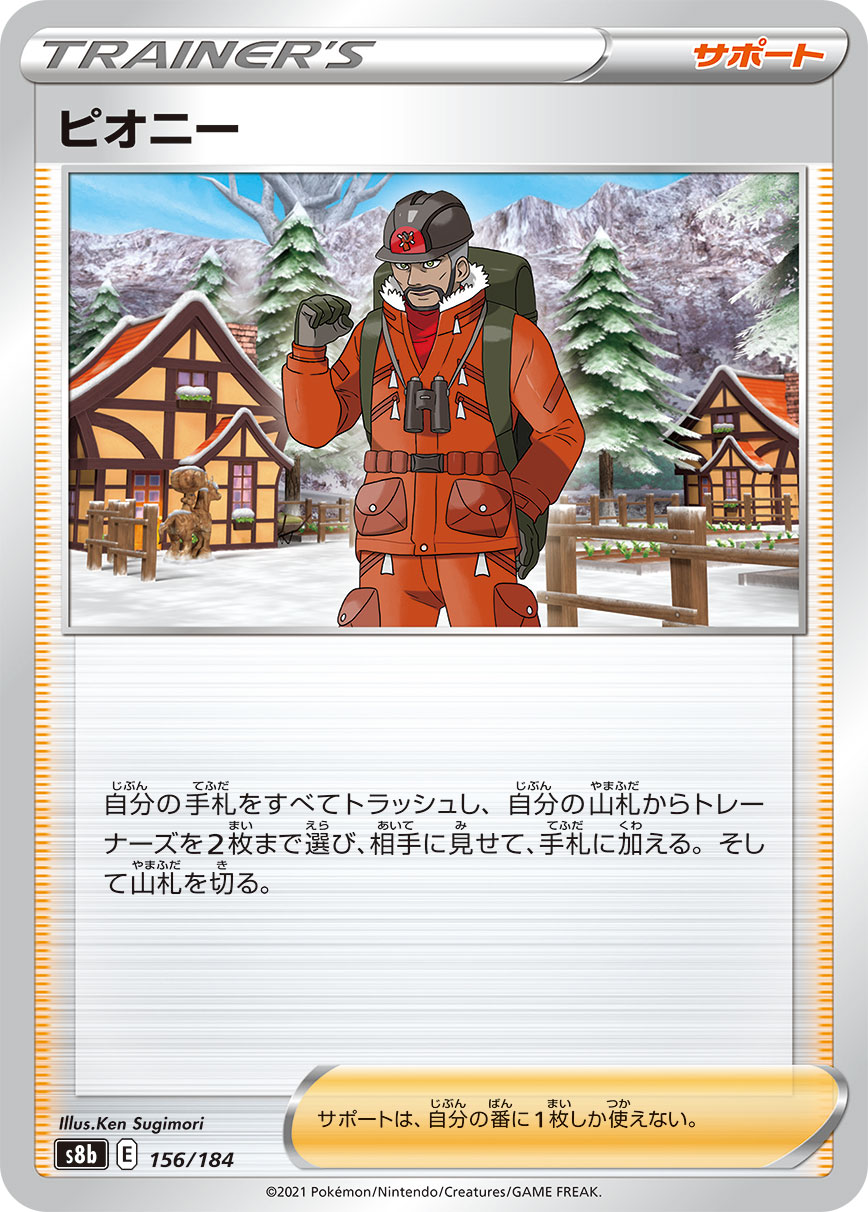 TRAINER'S サポート
ピオニー
じぶん てふだ じぶん やまふだ
自分の手札をすべてトラッシュし、自分の山札からトレー
まい えら あいて み てふだ くわ
ナーズを2枚まで選び、相手に見せて、手札に加える。そし
やまふだ き
て山札を切る。
Illus.Ken Sugimori
じぶん ばん まい つか
サポートは、自分の番に1枚しか使えない。
s8b E 156/184
©2021 Pokémon/Nintendo/Creatures/GAME FREAK.